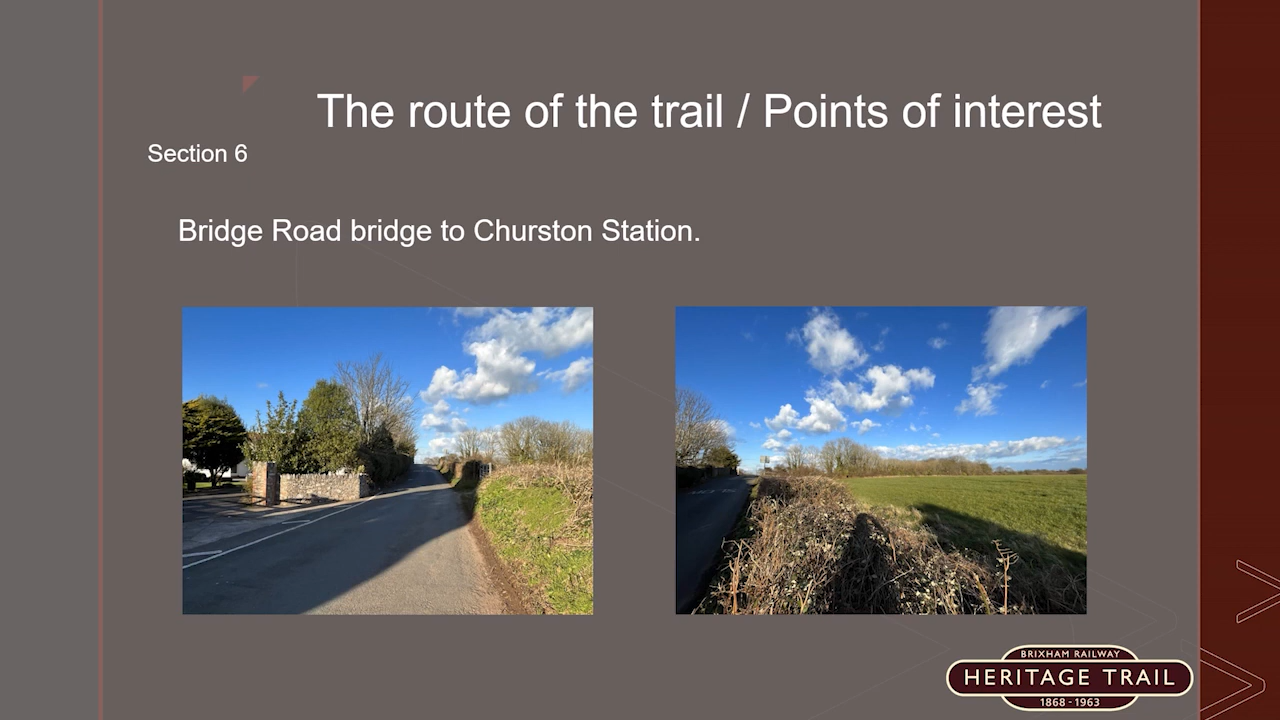 The route of the trail / Points of interest
Section 6
Bridge Road bridge to Churston Station.
BRIXHAM RAILWAY
HERITAGE TRAIL
1868 - 1963